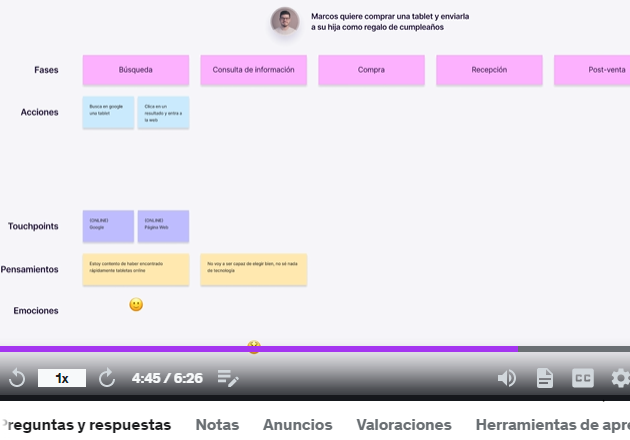 Marcos quiere comprar una tablet y enviarla
a su hija como regalo de cumpleaños
Fases
Búsqueda
Consulta de información
Compra
Recepción
Post-venta
Acciones
Busca en google
una tablet
Clica en un
resultado y entra a
la web
Touchpoints
(ONLINE)
Google
(ONLINE)
Página Web
Pensamientos
Estoy contento de haber encontrado
rápidamente tabletas online
No voy a ser capaz de elegir bien, no sé nada
de tecnología
Emociones
1x
4:45 / 6:26
CC
reguntas y respuestas
Notas
Anuncios
Valoraciones
Herramientas de apre